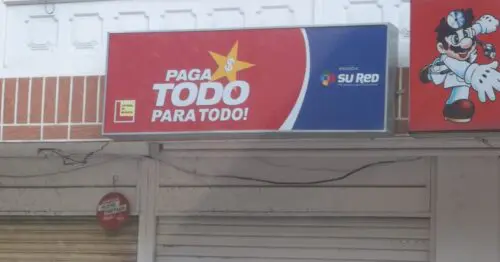 PAGA
TODO
PARA TODO!
SU RED